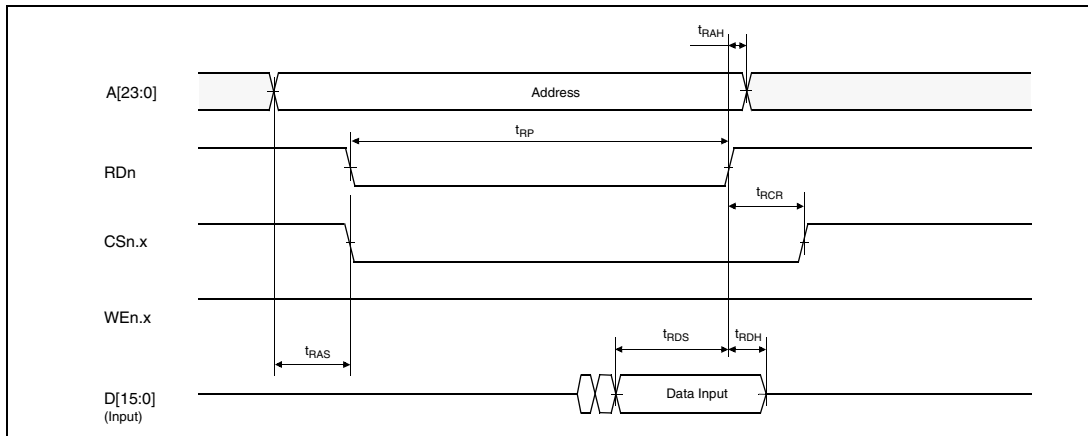 tRAH
A[23:0]
Address
tRP
RDn
tRCR
CSn.x
WEn.x
tRDS
tRDH
tRAS
D[15:0]
Data Input
(Input)